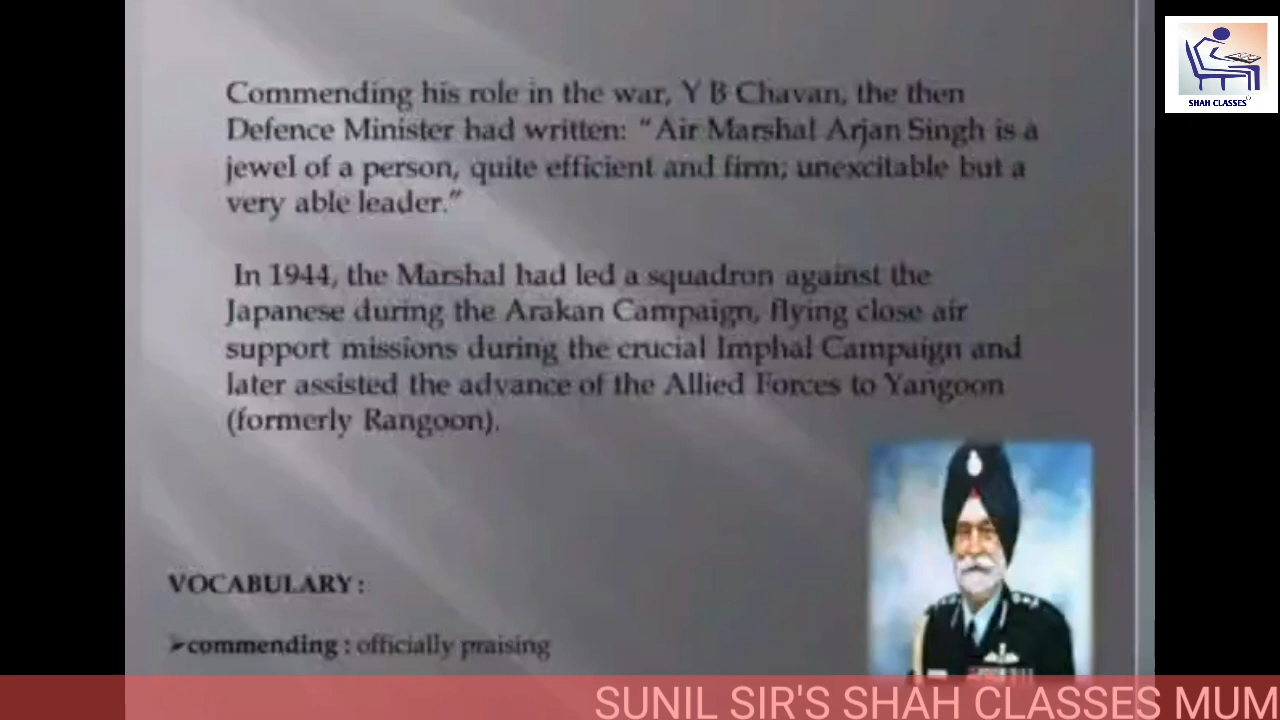 SHAH CLASSES
Commending his role in the war, Y B Chavan, the then
Defence Minister had written: "Air Marshal Arjan Singh is a
jewel of a person, quite efficient and firm; unexcitable but a
very able leader."
In 1944, the Marshal had led a squadron against the
Japanese during the Arakan Campaign, flying close air
support missions during the crucial Imphal Campaign and
later assisted the advance of the Allied Forces to Yangoon
(formerly Rangoon).
VOCABULARY :
➤commending : officially praising
SUNIL SIR'S SHAH CLASSES MUM